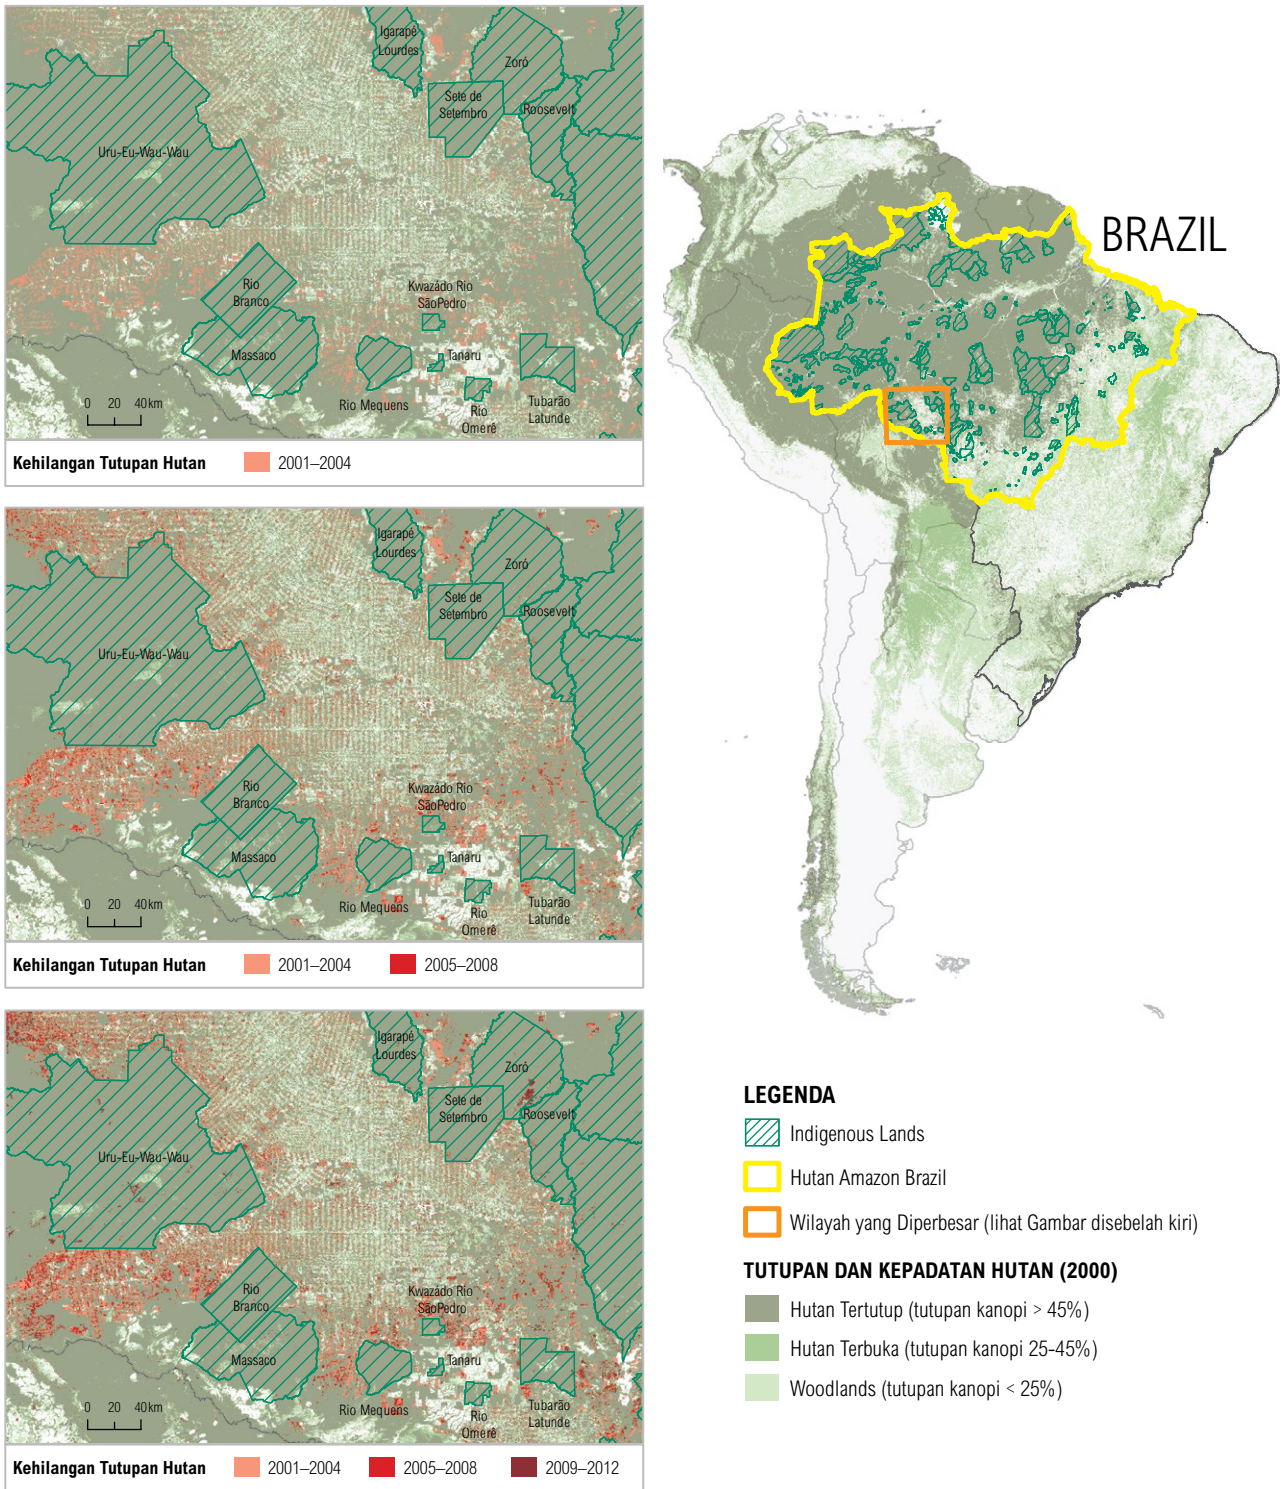 Igarapé
Lourdes
Zoró
Sete de
Setembro
Roosevelt
Uru-Eu-Wau-Wau
Rio
Branco
Kwazádo Rio
SãoPedro
Massaco
Tanaru
Rio Mequens
Rio
Omerê
Tubarão
Latunde
0 20 40km
Kehilangan Tutupan Hutan 2001–2004
Igarapé
Lourdes
Zoró
Sete de
Setembro
Roosevelt
Uru-Eu-Wau-Wau
Rio
Branco
Kwazádo Rio
SãoPedro
Massaco
Tanaru
Rio Mequens
Rio
Omerê
Tubarão
Latunde
0 20 40km
Kehilangan Tutupan Hutan 2001–2004 2005–2008
Igarapé
Lourdes
Zoró
Sete de
Setembro
Roosevelt
Uru-Eu-Wau-Wau
Rio
Branco
Kwazádo Rio
SãoPedro
Massaco
Tanaru
Rio Mequens
Rio
Omerê
Tubarão
Latunde
0 20 40km
Kehilangan Tutupan Hutan 2001–2004 2005–2008 2009–2012
BRAZIL
LEGENDA
Indigenous Lands
Hutan Amazon Brazil
Wilayah yang Diperbesar (lihat Gambar disebelah kiri)
TUTUPAN DAN KEPADATAN HUTAN (2000)
Hutan Tertutup (tutupan kanopi > 45%)
Hutan Terbuka (tutupan kanopi 25-45%)
Woodlands (tutupan kanopi < 25%)